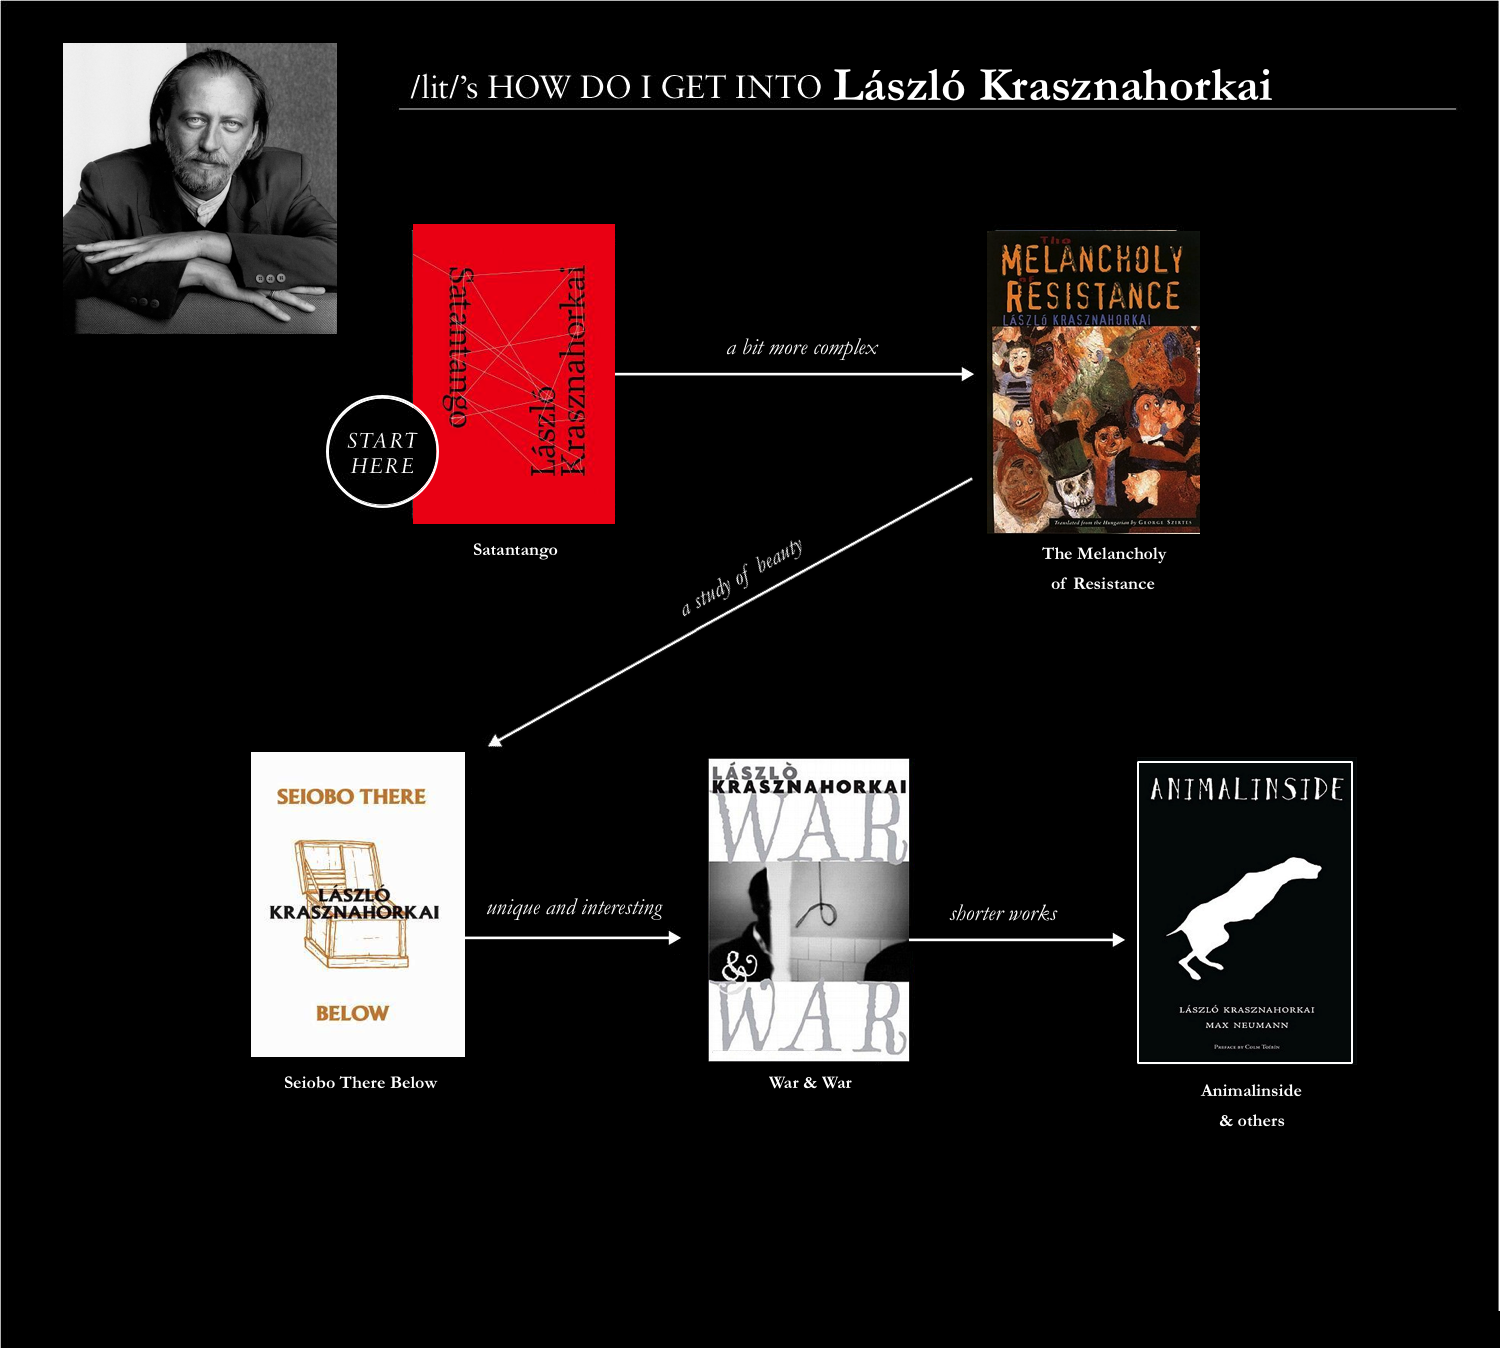 /lit/'s HOW DO I GET INTO László Krasznahorkai
Satantango
László
Krasznahorkai
START
HERE
Satantango
a bit more complex
The
MELANCHOLY
of
RESISTANCE
LÁSZLó KRASZNAHORKAI
Translated from the Hungarian by GEORGE SZIRTES
The Melancholy
of Resistance
a study of beauty
SEIOBO THERE
LÁSZLÓ
KRASZNAHORKAI
BELOW
Seiobo There Below
unique and interesting
LÁSZLÒ
KRASZNAHORKAI
WAR
&
WAR
War & War
shorter works
ANIMALINSIDE
LÁSZLÓ KRASZNAHORKAI
MAX NEUMANN
PREFACE BY COLM TÓIBÍN
Animalinside
& others